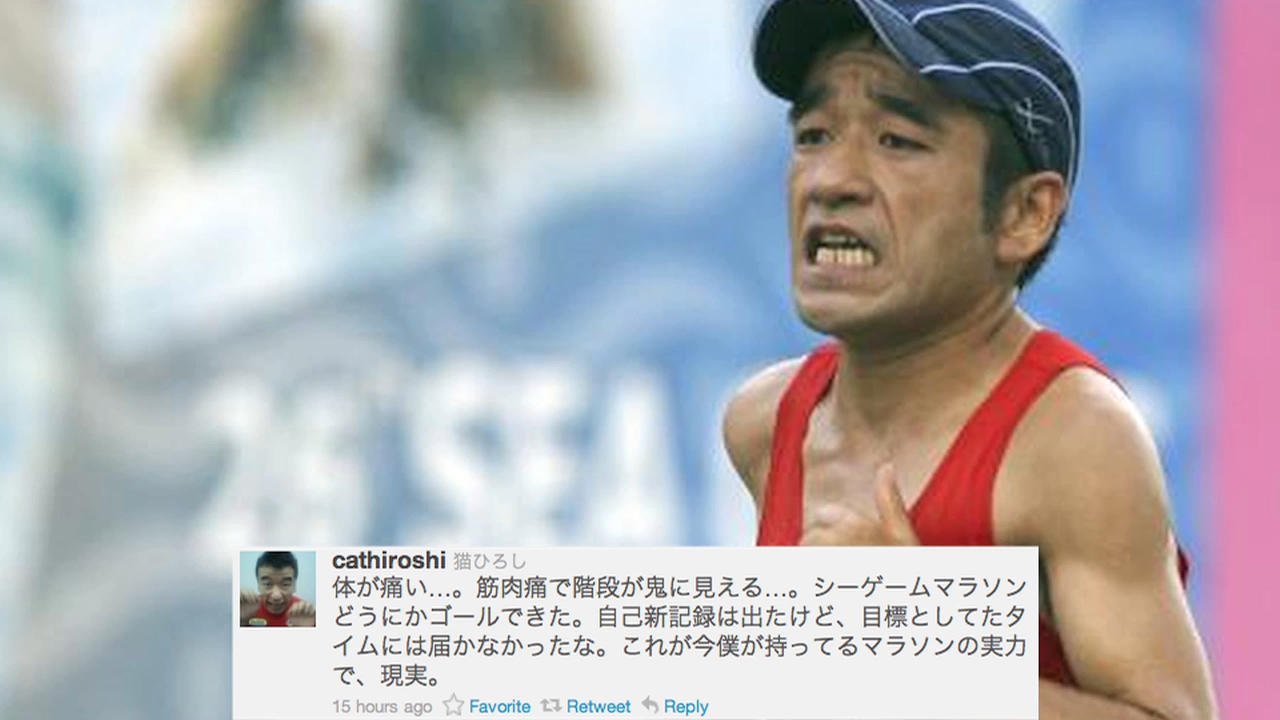 26 SEA
cathiroshi 猫ひろし
体が痛い…。筋肉痛で階段が鬼に見える…。シーゲームマラソン
どうにかゴールできた。自己新記録は出たけど、目標としてたタ
イムには届かなかったな。これが今僕が持ってるマラソンの実力
で、現実。
15 hours ago Favorite Retweet Reply